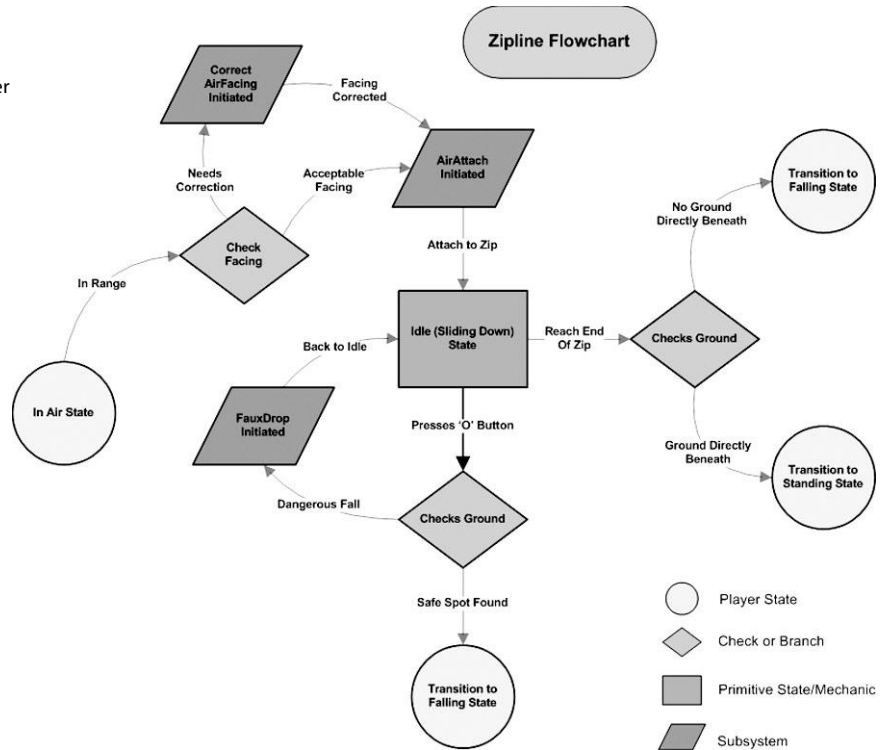 Zipline Flowchart
er
Correct
AirFacing
Initiated
Facing
Corrected
AirAttach
Initiated
Needs
Correction
Acceptable
Facing
Check
Facing
In Range
In Air State
Attach to Zip
Idle (Sliding Down)
State
Back to Idle
FauxDrop
Initiated
Presses 'O' Button
Dangerous Fall
Checks Ground
Safe Spot Found
Transition to
Falling State
Reach End
Of Zip
Checks Ground
No Ground
Directly Beneath
Transition to
Falling State
Ground Directly
Beneath
Transition to
Standing State
Player State
Check or Branch
Primitive State/Mechanic
Subsystem